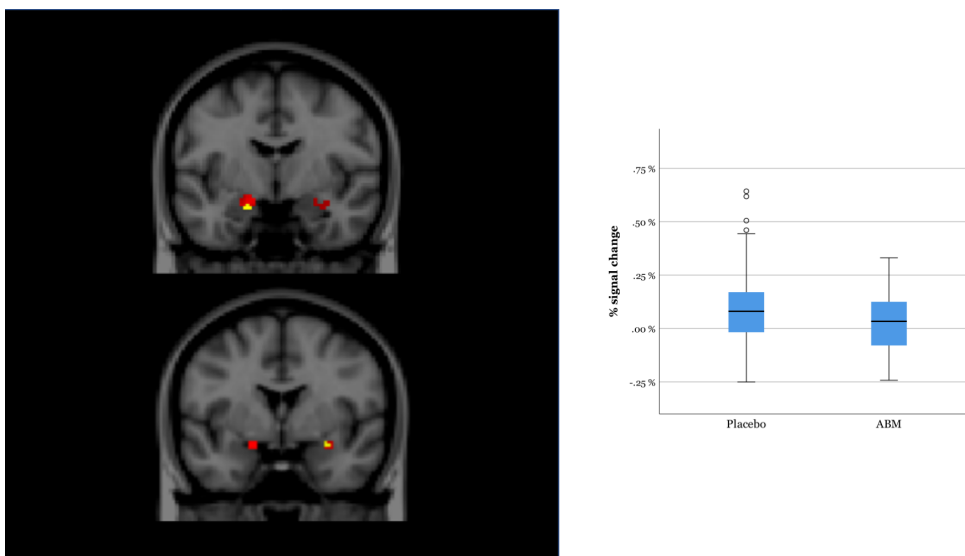 .75 %
.50 %
.25 %
.00 %
-.25 %
% signal change
Placebo
ABM